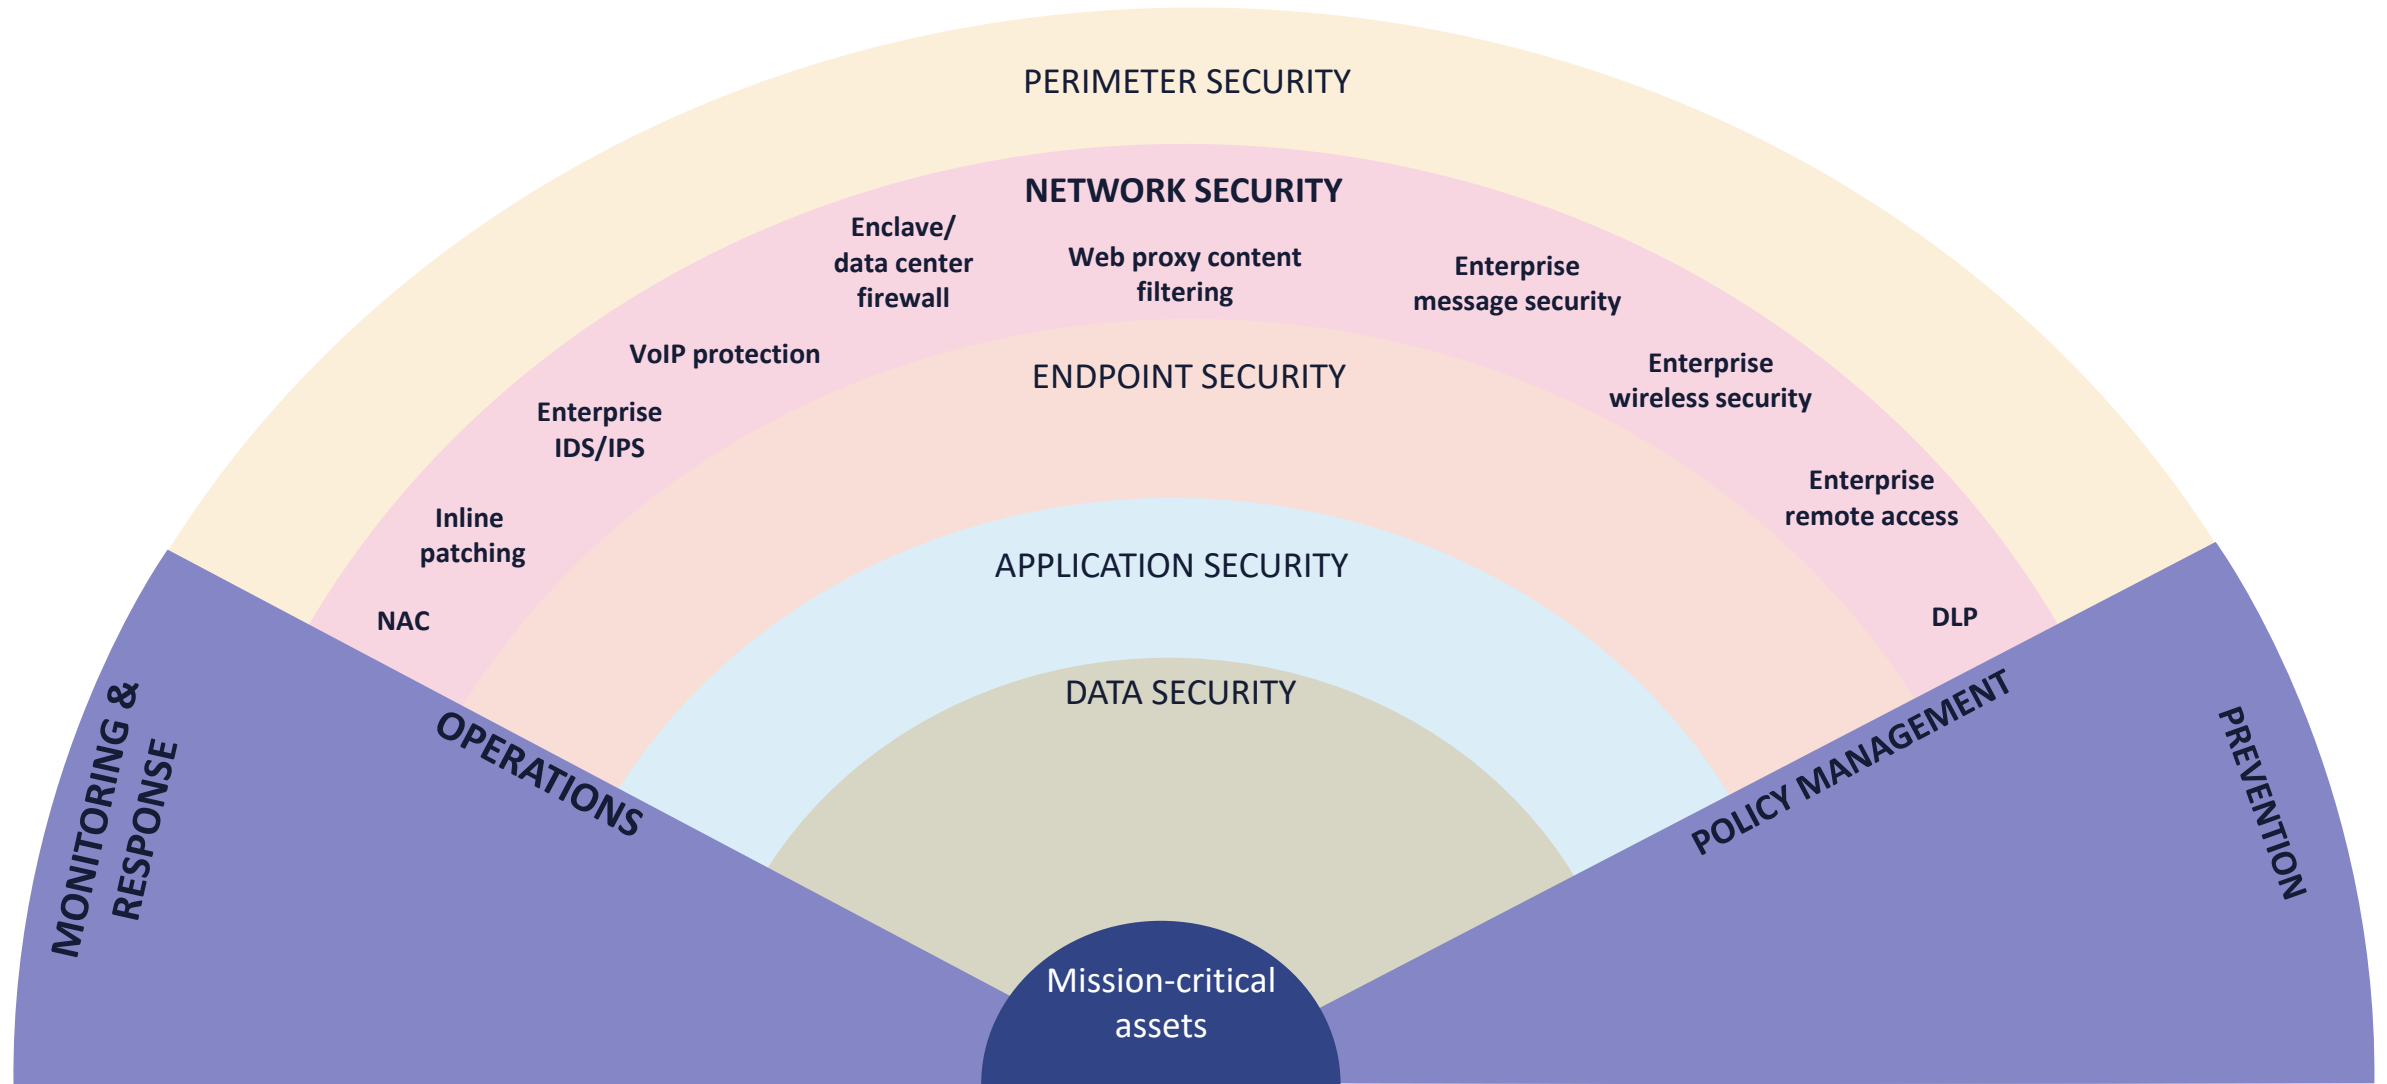 PERIMETER SECURITY
NETWORK SECURITY
Enclave/
data center
firewall
Web proxy content
filtering
Enterprise
message security
VoIP protection
Enterprise
wireless security
Enterprise
IDS/IPS
Enterprise
remote access
Inline
patching
NAC
DLP
ENDPOINT SECURITY
APPLICATION SECURITY
DATA SECURITY
Mission-critical
assets
MONITORING &
RESPONSE
OPERATIONS
POLICY MANAGEMENT
PREVENTION